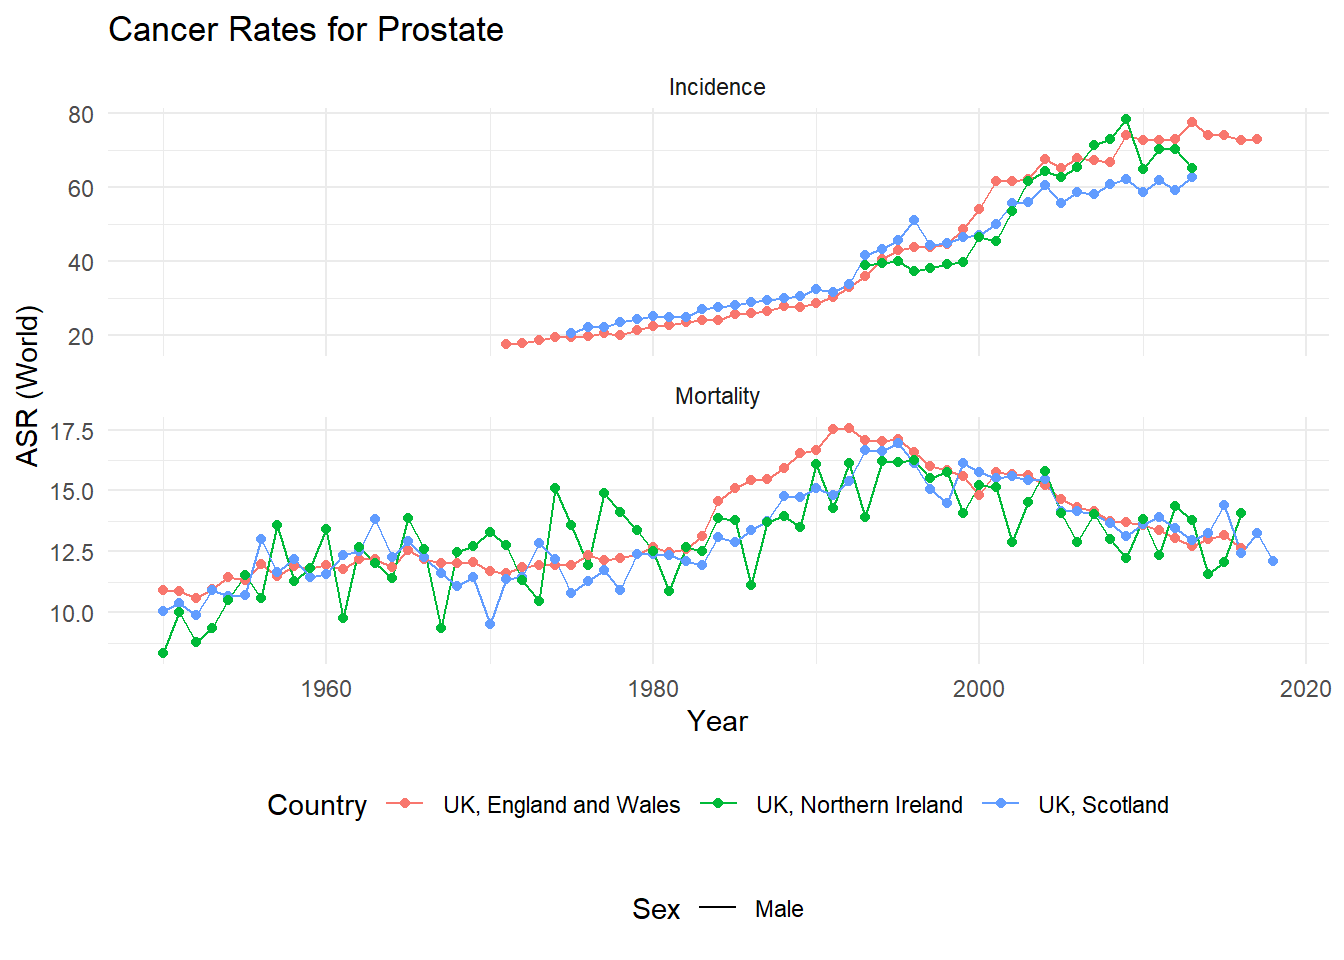 Cancer Rates for Prostate
Incidence
80
60
40
20
Mortality
17.5
15.0
12.5
10.0
ASR (World)
1960 1980 2000 2020
Year
Country UK, England and Wales UK, Northern Ireland UK, Scotland
Sex Male